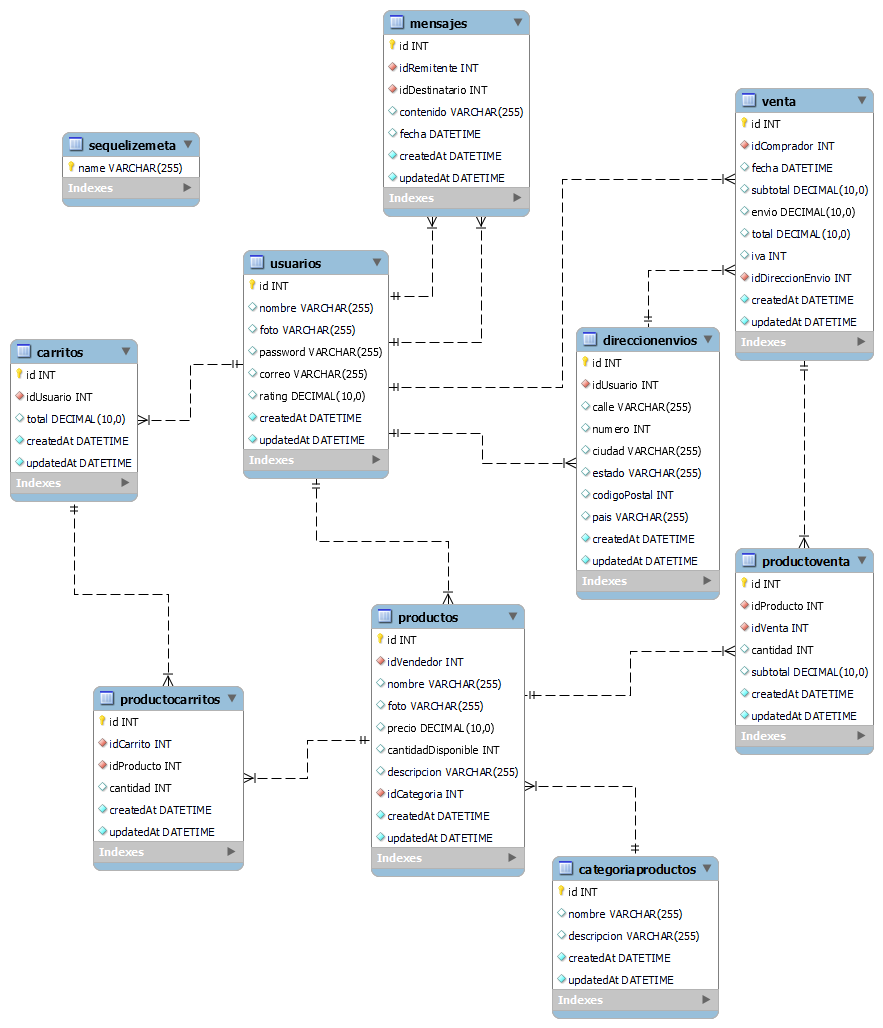 mensajes
id INT
idRemitente INT
idDestinatario INT
contenido VARCHAR(255)
fecha DATETIME
createdAt DATETIME
updatedAt DATETIME
Indexes
venta
id INT
idComprador INT
fecha DATETIME
subtotal DECIMAL(10,0)
envio DECIMAL(10,0)
total DECIMAL(10,0)
iva INT
idDireccionEnvio INT
createdAt DATETIME
updatedAt DATETIME
Indexes
sequelizemeta
name VARCHAR(255)
Indexes
usuarios
id INT
nombre VARCHAR(255)
foto VARCHAR(255)
password VARCHAR(255)
correo VARCHAR(255)
rating DECIMAL(10,0)
createdAt DATETIME
updatedAt DATETIME
Indexes
direccionenvios
id INT
idUsuario INT
calle VARCHAR(255)
numero INT
ciudad VARCHAR(255)
estado VARCHAR(255)
codigoPostal INT
pais VARCHAR(255)
createdAt DATETIME
updatedAt DATETIME
Indexes
carritos
id INT
idUsuario INT
total DECIMAL(10,0)
createdAt DATETIME
updatedAt DATETIME
Indexes
productoventa
id INT
idProducto INT
idVenta INT
cantidad INT
subtotal DECIMAL(10,0)
createdAt DATETIME
updatedAt DATETIME
Indexes
productos
id INT
idVendedor INT
nombre VARCHAR(255)
foto VARCHAR(255)
precio DECIMAL(10,0)
cantidadDisponible INT
descripcion VARCHAR(255)
idCategoria INT
createdAt DATETIME
updatedAt DATETIME
Indexes
productocarritos
id INT
idCarrito INT
idProducto INT
cantidad INT
createdAt DATETIME
updatedAt DATETIME
Indexes
categoriaproductos
id INT
nombre VARCHAR(255)
descripcion VARCHAR(255)
createdAt DATETIME
updatedAt DATETIME
Indexes